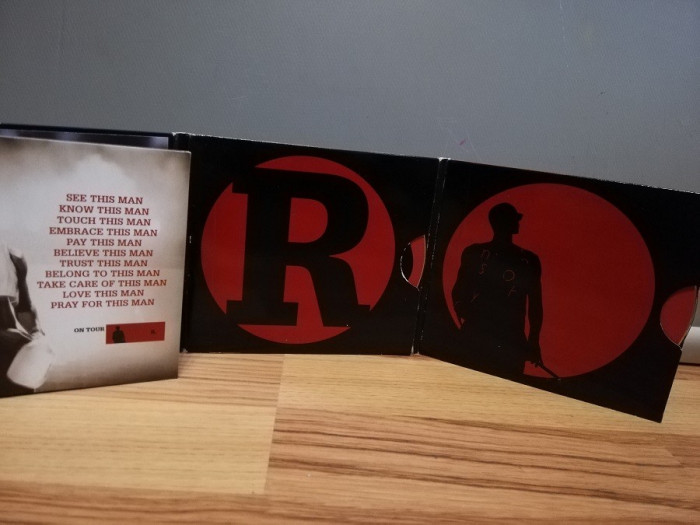 SEE THIS MAN
KNOW THIS MAN
TOUCH THIS MAN
EMBRACE THIS MAN
PAY THIS MAN
BELIEVE THIS MAN
TRUST THIS MAN
BELONG TO THIS MAN
TAKE CARE OF THIS MAN
LOVE THIS MAN
PRAY FOR THIS MAN
ON TOUR
R